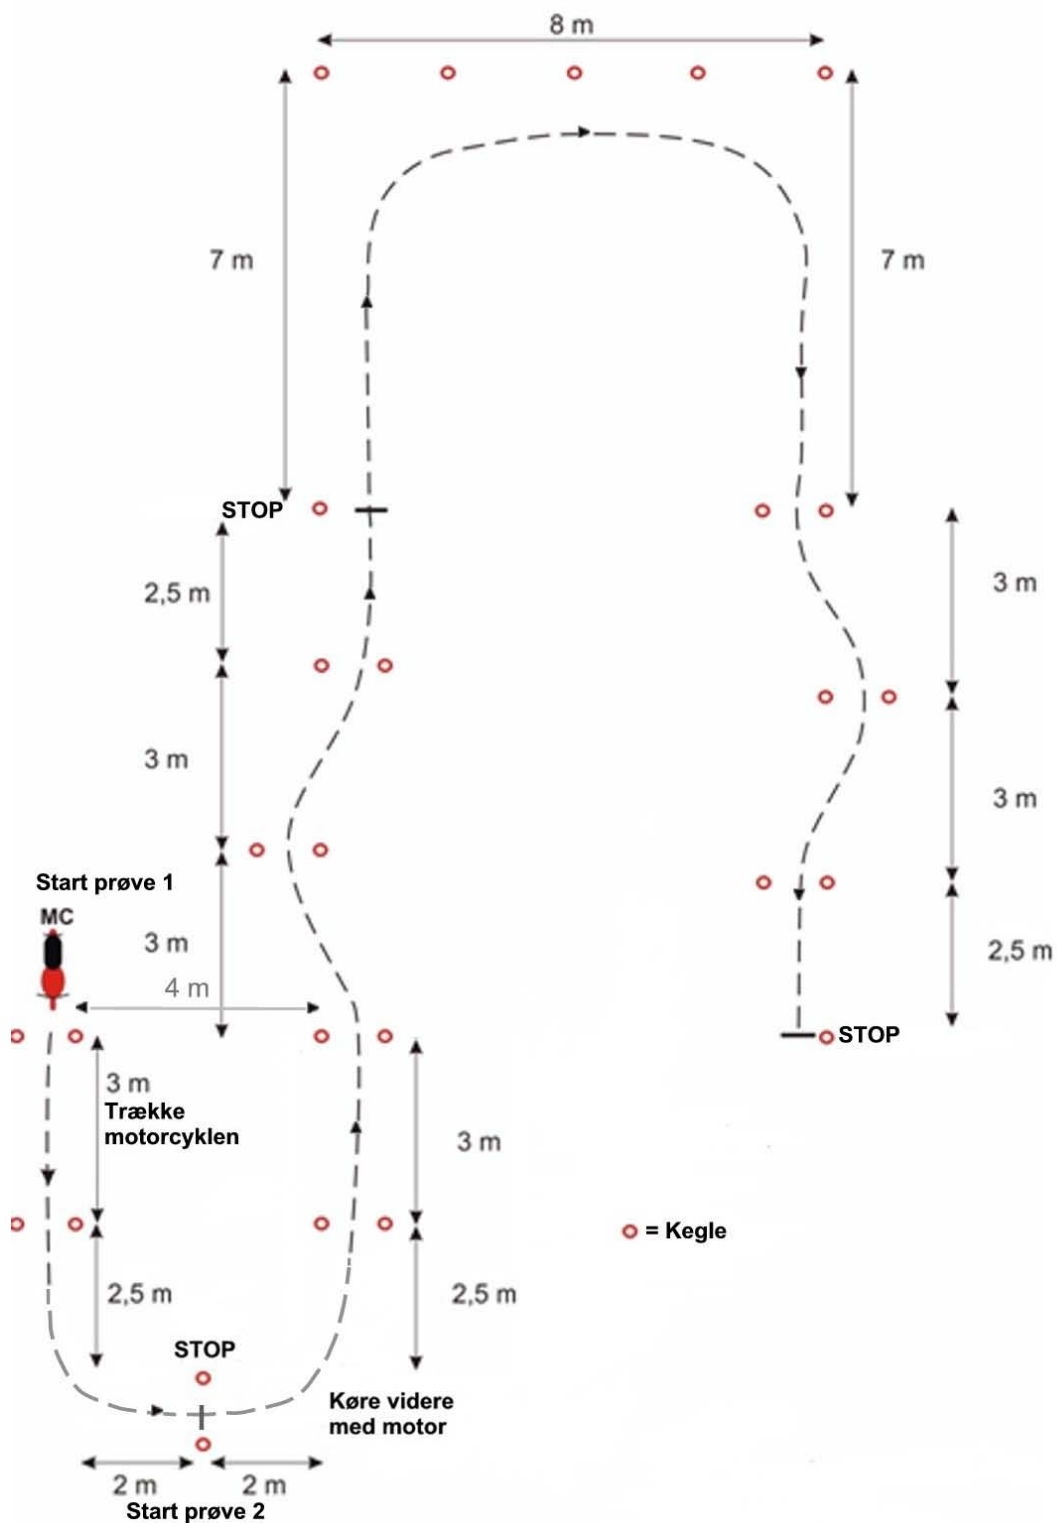 8 m
7 m
7 m
STOP
2,5 m
3 m
3 m
3 m
Start prøve 1
MC
3 m
4 m
2,5 m
STOP
3 m
Trække
motorcyklen
3 m
= Kegle
2,5 m
2,5 m
STOP
Køre videre
med motor
2 m
2 m
Start prøve 2